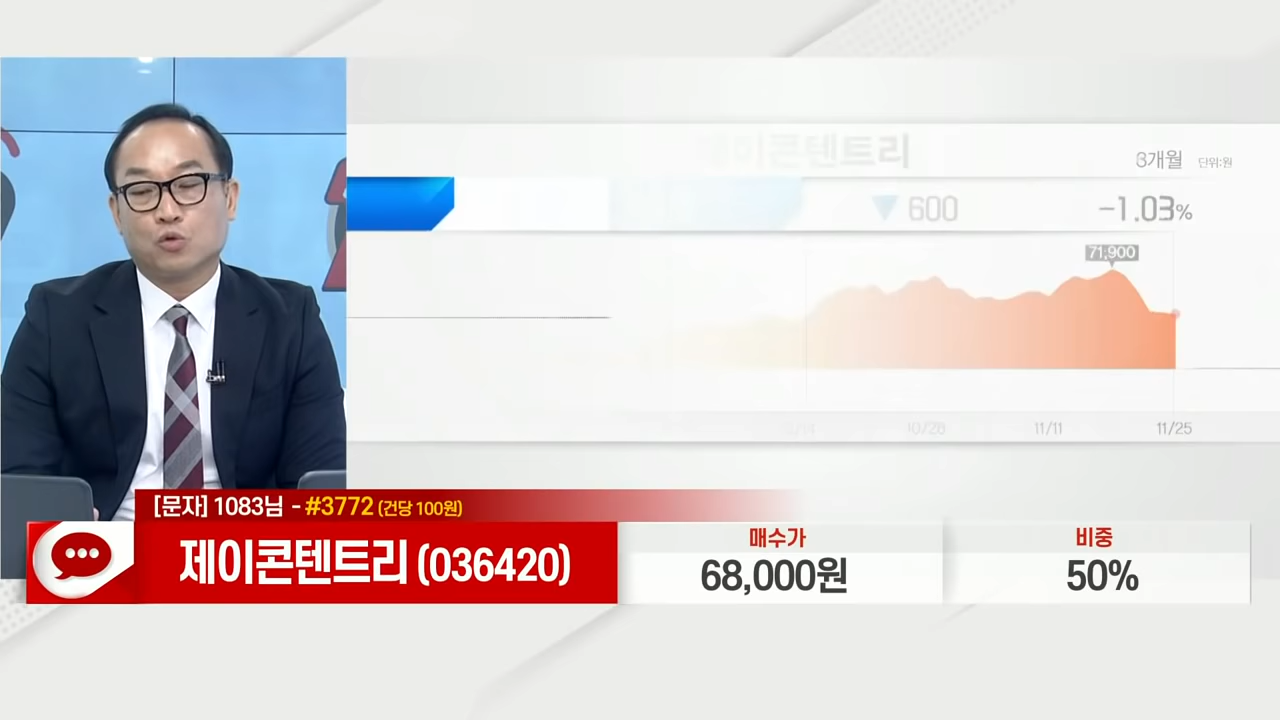 제이콘텐트리
3개월 단위:원
▼ 600 -1.03%
71,900
10/28 11/11 11/25
[문자] 1083님 - #3772 (건당 100원)
제이콘텐트리 (036420)
매수가
68,000원
비중
50%